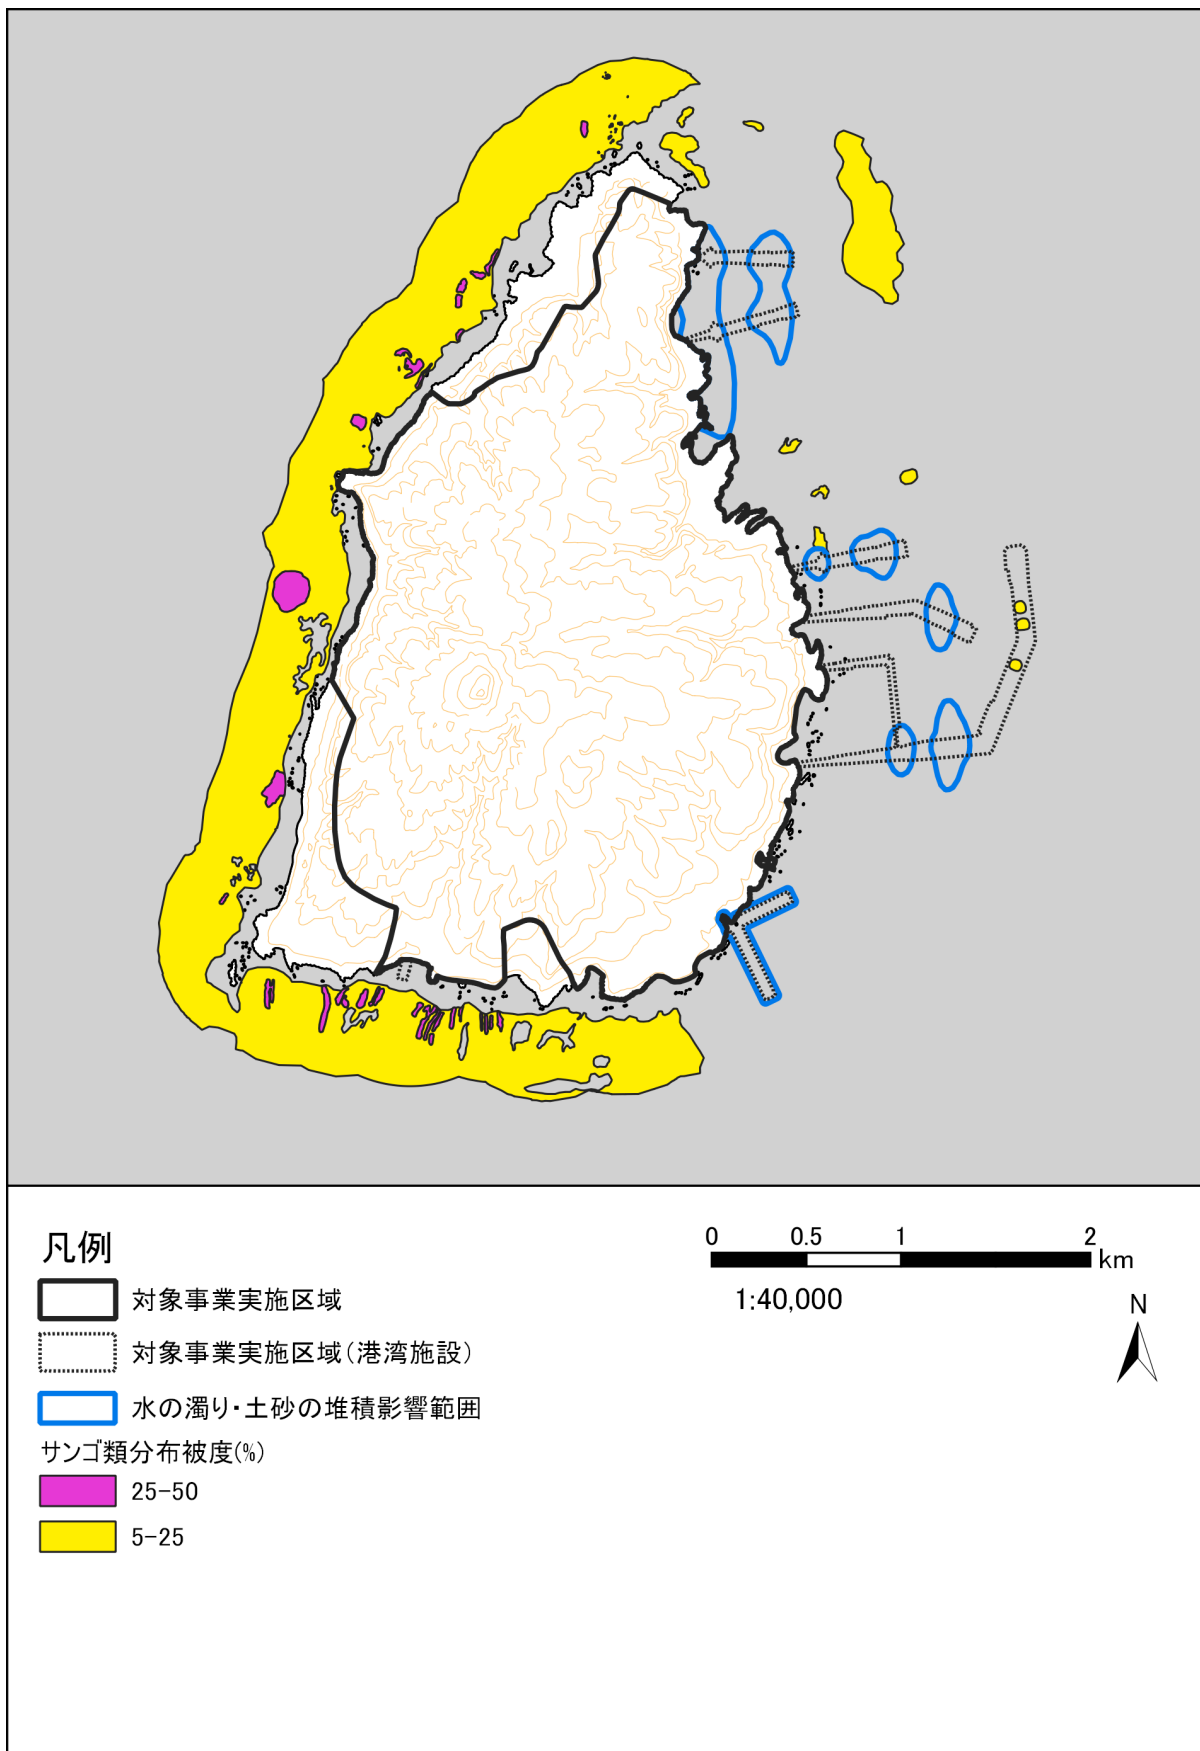 凡例
対象事業実施区域
対象事業実施区域(港湾施設)
水の濁り・土砂の堆積影響範囲
サンゴ類分布被度(%)
25-50
5-25
0 0.5 1 2
km
1:40,000
N